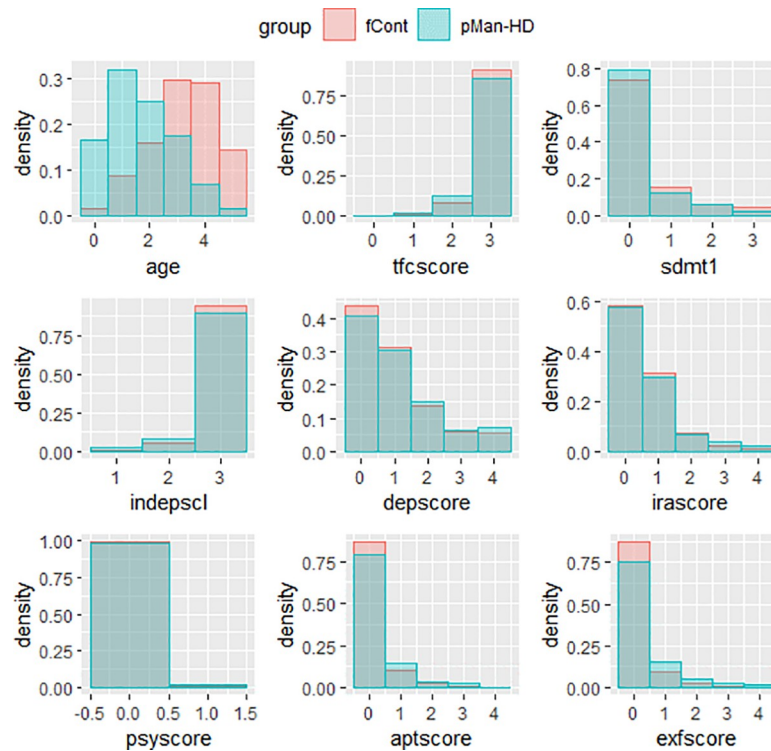 group fCont pMan-HD
density
0.3
0.2
0.1
0.0
0 2 4
age
density
0.75
0.50
0.25
0.00
0 1 2 3
tfcscore
density
0.8
0.6
0.4
0.2
0.0
0 1 2 3
sdmt1
density
0.75
0.50
0.25
0.00
1 2 3
indepscl
density
0.4
0.3
0.2
0.1
0.0
0 1 2 3 4
depscore
density
0.6
0.4
0.2
0.0
0 1 2 3 4
irascore
density
1.00
0.75
0.50
0.25
0.00
-0.5 0.0 0.5 1.0 1.5
psyscore
density
0.75
0.50
0.25
0.00
0 1 2 3 4
aptscore
density
0.75
0.50
0.25
0.00
0 1 2 3 4
exfscore